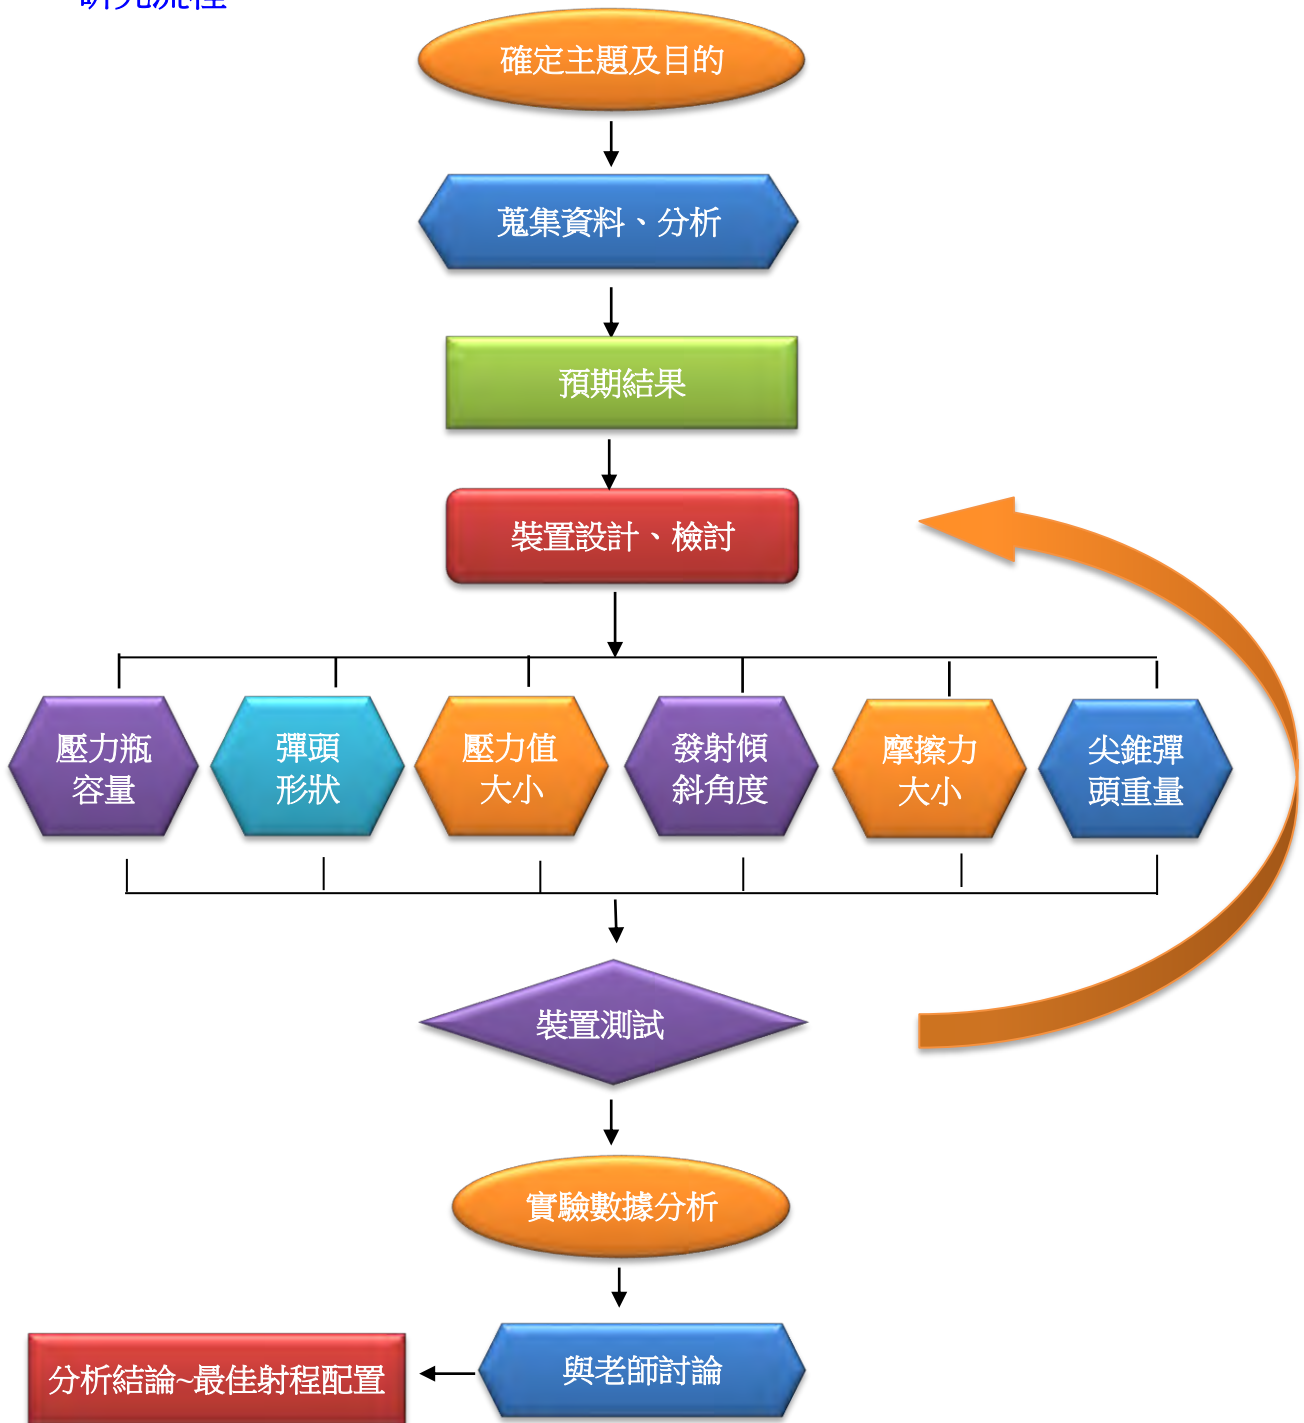 研究流程
確定主題及目的
蒐集資料、分析
預期結果
裝置設計、檢討
壓力瓶
容量
彈頭
形狀
壓力值
大小
發射傾
斜角度
摩擦力
大小
尖錐彈
頭重量
裝置測試
實驗數據分析
與老師討論
分析結論~最佳射程配置